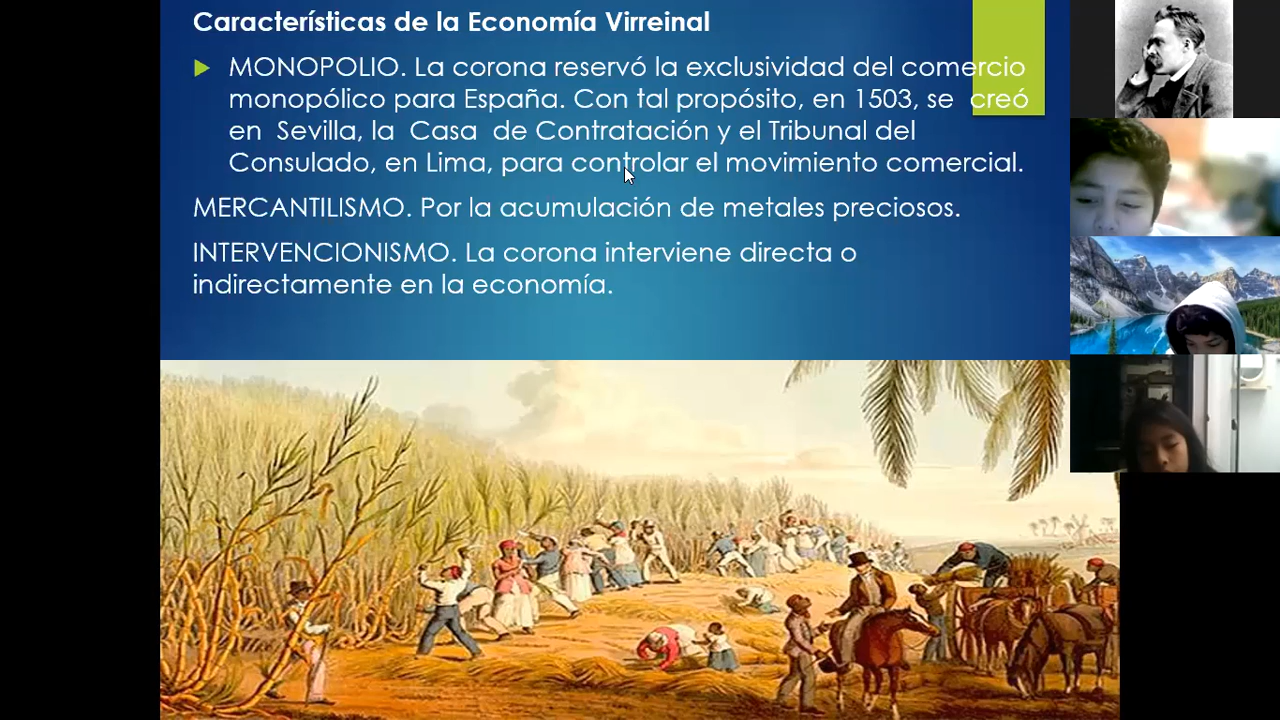 Características de la Economía Virreinal
MONOPOLIO. La corona reservó la exclusividad del comercio
monopólico para España. Con tal propósito, en 1503, se creó
en Sevilla, la Casa de Contratación y el Tribunal del
Consulado, en Lima, para controlar el movimiento comercial.
MERCANTILISMO. Por la acumulación de metales preciosos.
INTERVENCIONISMO. La corona interviene directa o
indirectamente en la economía.